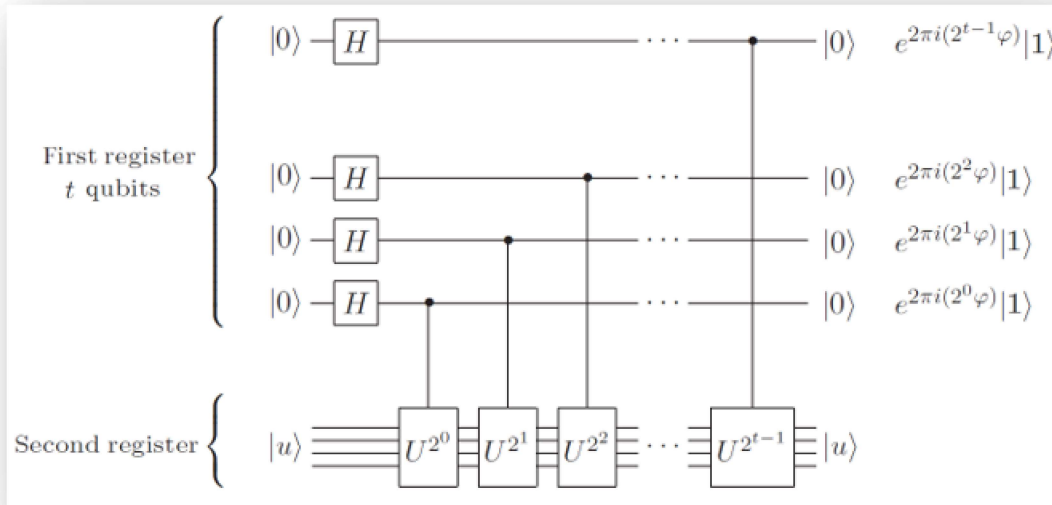 |0⟩ H ··· |0⟩ e^{2πi(2^{t−1}φ)}|1⟩
First register
t qubits
|0⟩ H ··· |0⟩ e^{2πi(2^2φ)}|1⟩
|0⟩ H ··· |0⟩ e^{2πi(2^1φ)}|1⟩
|0⟩ H ··· |0⟩ e^{2πi(2^0φ)}|1⟩
Second register |u⟩ U^{2^0} U^{2^1} U^{2^2} ··· U^{2^{t−1}} |u⟩